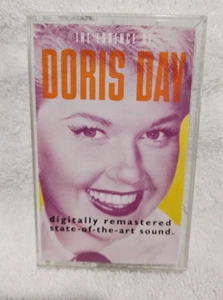 THE ESSENCE OF
DORIS DAY
digitally remastered
state-of-the-art sound.